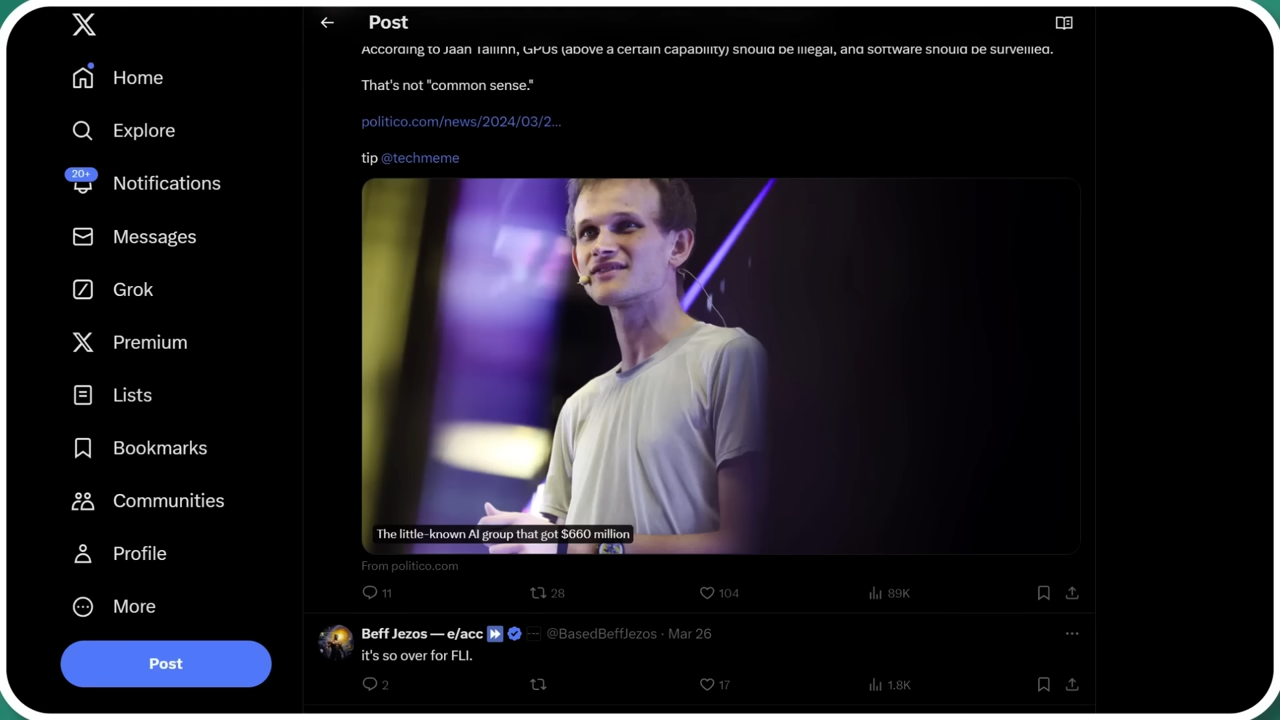 Post
According to Jaan Tallinn, GPUs (above a certain capability) should be illegal, and software should be surveilled.
That's not "common sense."
politico.com/news/2024/03/2...
tip @techmeme
The little-known AI group that got $660 million
From politico.com
11
28
104
89K
Beff Jezos — e/acc @BasedBeffJezos · Mar 26
it's so over for FLI.
2
17
1.8K
Home
Explore
20+
Notifications
Messages
Grok
Premium
Lists
Bookmarks
Communities
Profile
More
Post